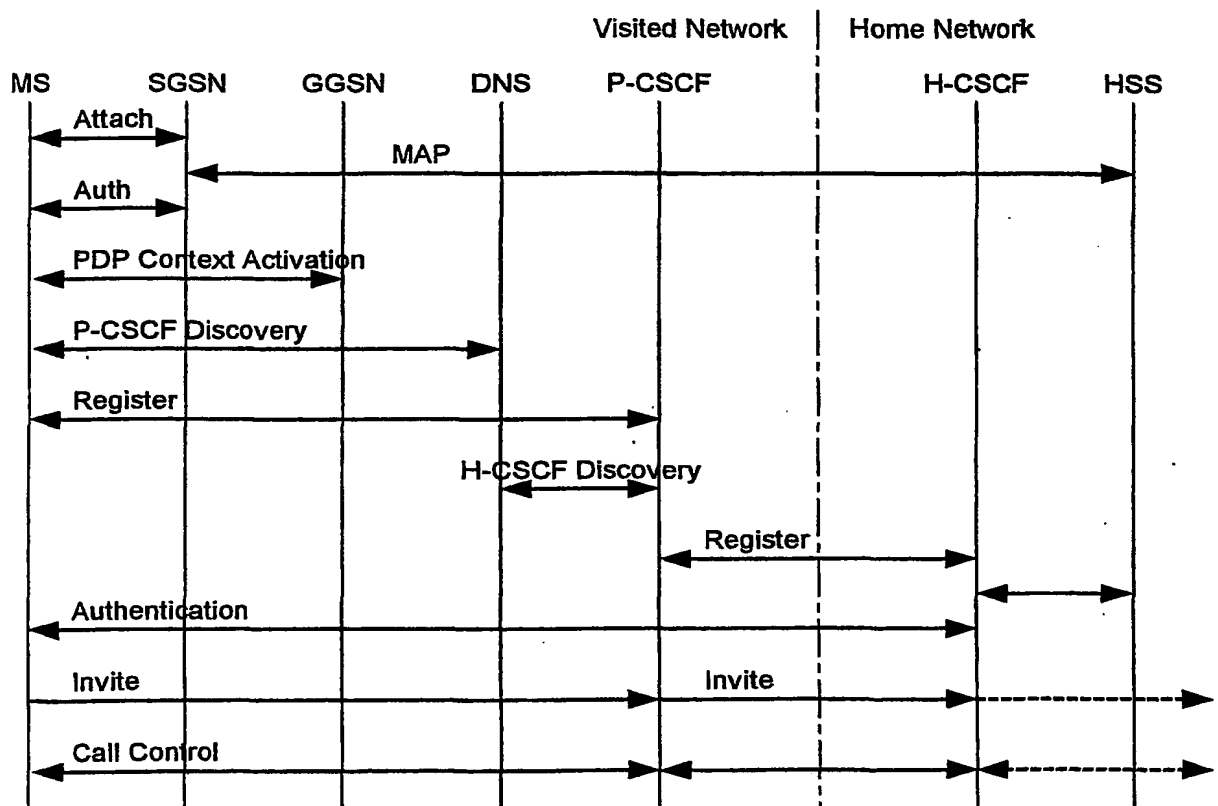 Visited Network Home Network
MS SGSN GGSN DNS P-CSCF H-CSCF HSS
Attach
MAP
Auth
PDP Context Activation
P-CSCF Discovery
Register
H-CSCF Discovery
Register
Authentication
Invite Invite
Call Control